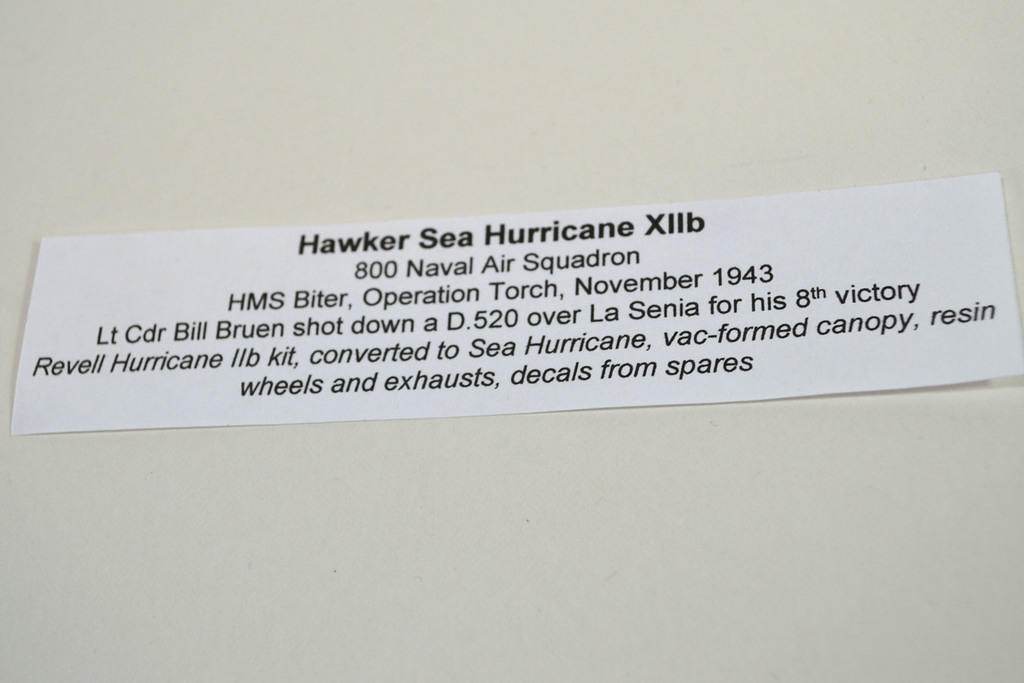 Hawker Sea Hurricane XIIb
800 Naval Air Squadron
HMS Biter, Operation Torch, November 1943
Lt Cdr Bill Bruen shot down a D.520 over La Senia for his 8th victory
Revell Hurricane IIb kit, converted to Sea Hurricane, vac-formed canopy, resin
wheels and exhausts, decals from spares